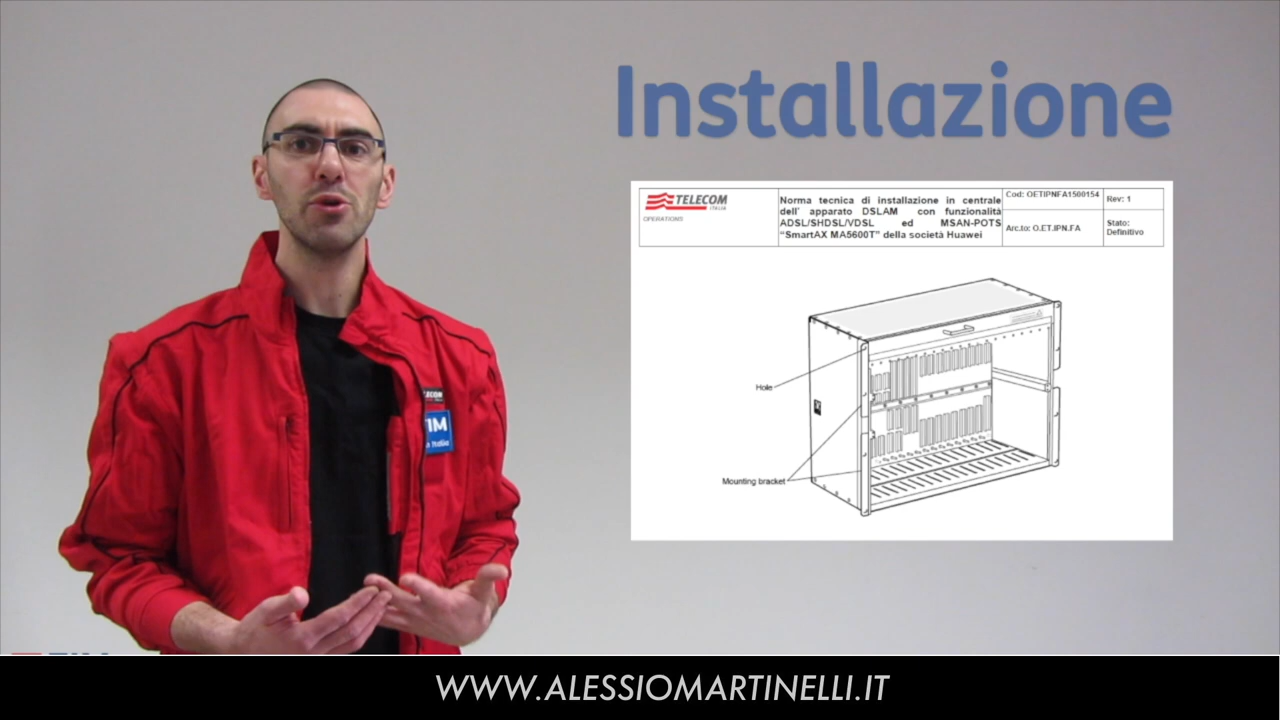 Installazione
TELECOM
ITALIA
OPERATIONS
Norma tecnica di installazione in centrale
dell' apparato DSLAM con funzionalità
ADSL/SHDSL/VDSL ed MSAN-POTS
"SmartAX MA5600T" della società Huawei
Cod: OETIPNFA1500154
Rev: 1
Arc.to: O.ET.IPN.FA
Stato:
Definitivo
Hole
Mounting bracket
TELECOM
TIM
WWW.ALESSIOMARTINELLI.IT